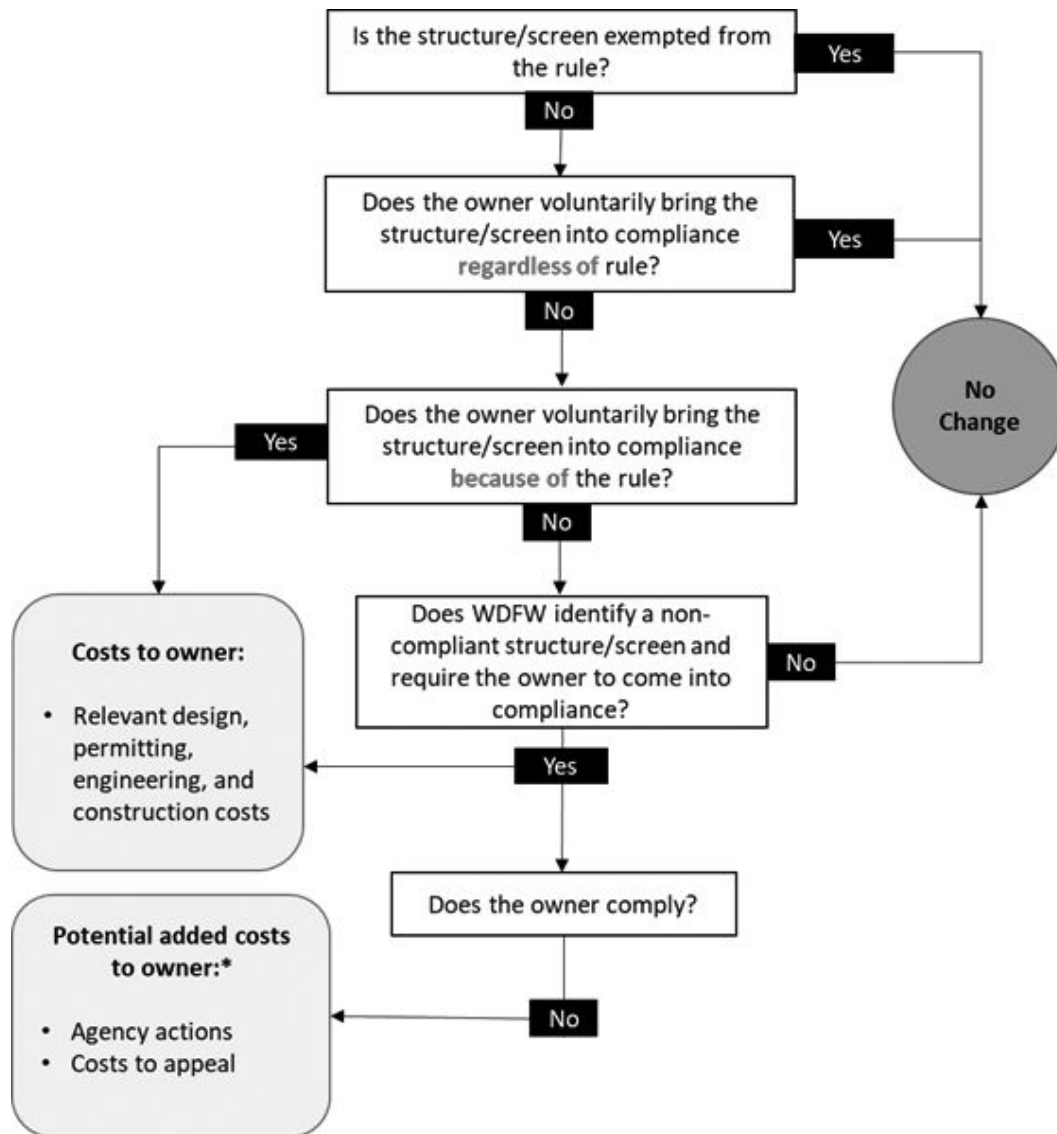 Is the structure/screen exempted from
the rule?
Yes
No
Does the owner voluntarily bring the
structure/screen into compliance
regardless of rule?
Yes
No
No
Change
Does the owner voluntarily bring the
structure/screen into compliance
because of the rule?
Yes
No
Does WDFW identify a non-
compliant structure/screen and
require the owner to come into
compliance?
No
Yes
Costs to owner:
• Relevant design,
permitting,
engineering, and
construction costs
Does the owner comply?
No
Potential added costs
to owner:*
• Agency actions
• Costs to appeal